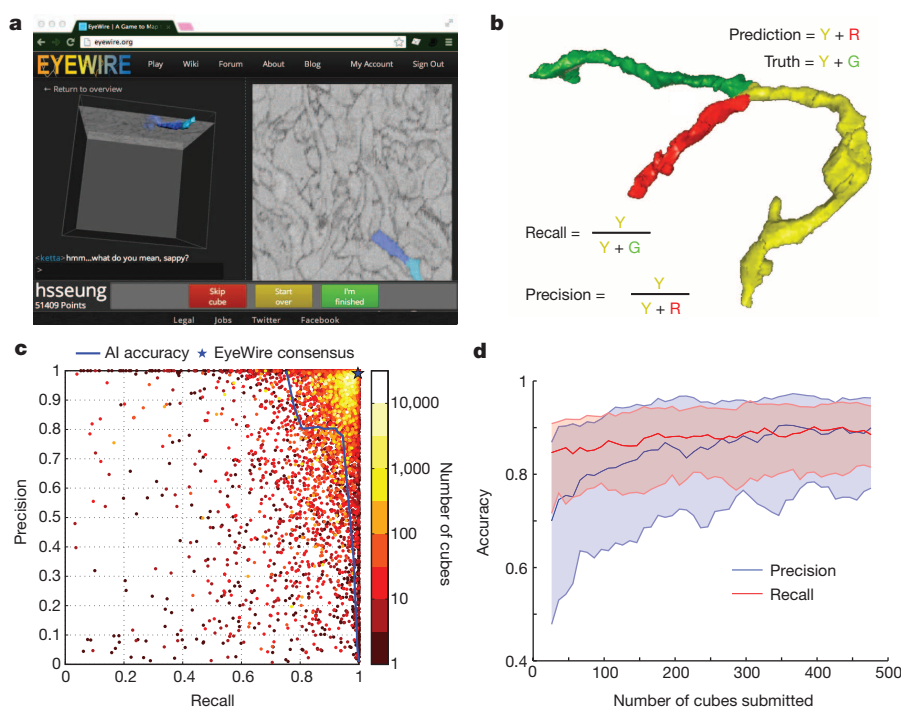 a
EyeWire | A Game to Map
eyewire.org
EYEWIRE
Play Wiki Forum About Blog My Account Sign Out
← Return to overview
<ketta>hmm...what do you mean, sappy?
>
hsseung
51409 Points
Skip cube
Start over
I'm finished
Legal Jobs Twitter Facebook
b
Prediction = Y + R
Truth = Y + G
Recall = Y
Y + G
Precision = Y
Y + R
c
AI accuracy ★ EyeWire consensus
Precision
1
0.9
0.8
0.7
0.6
0.5
0.4
0.3
0.2
0.1
0
0 0.2 0.4 0.6 0.8 1
Recall
10,000
1,000
100
10
1
Number of cubes
d
Accuracy
1
0.8
0.6
0.4
Precision
Recall
0 100 200 300 400 500
Number of cubes submitted